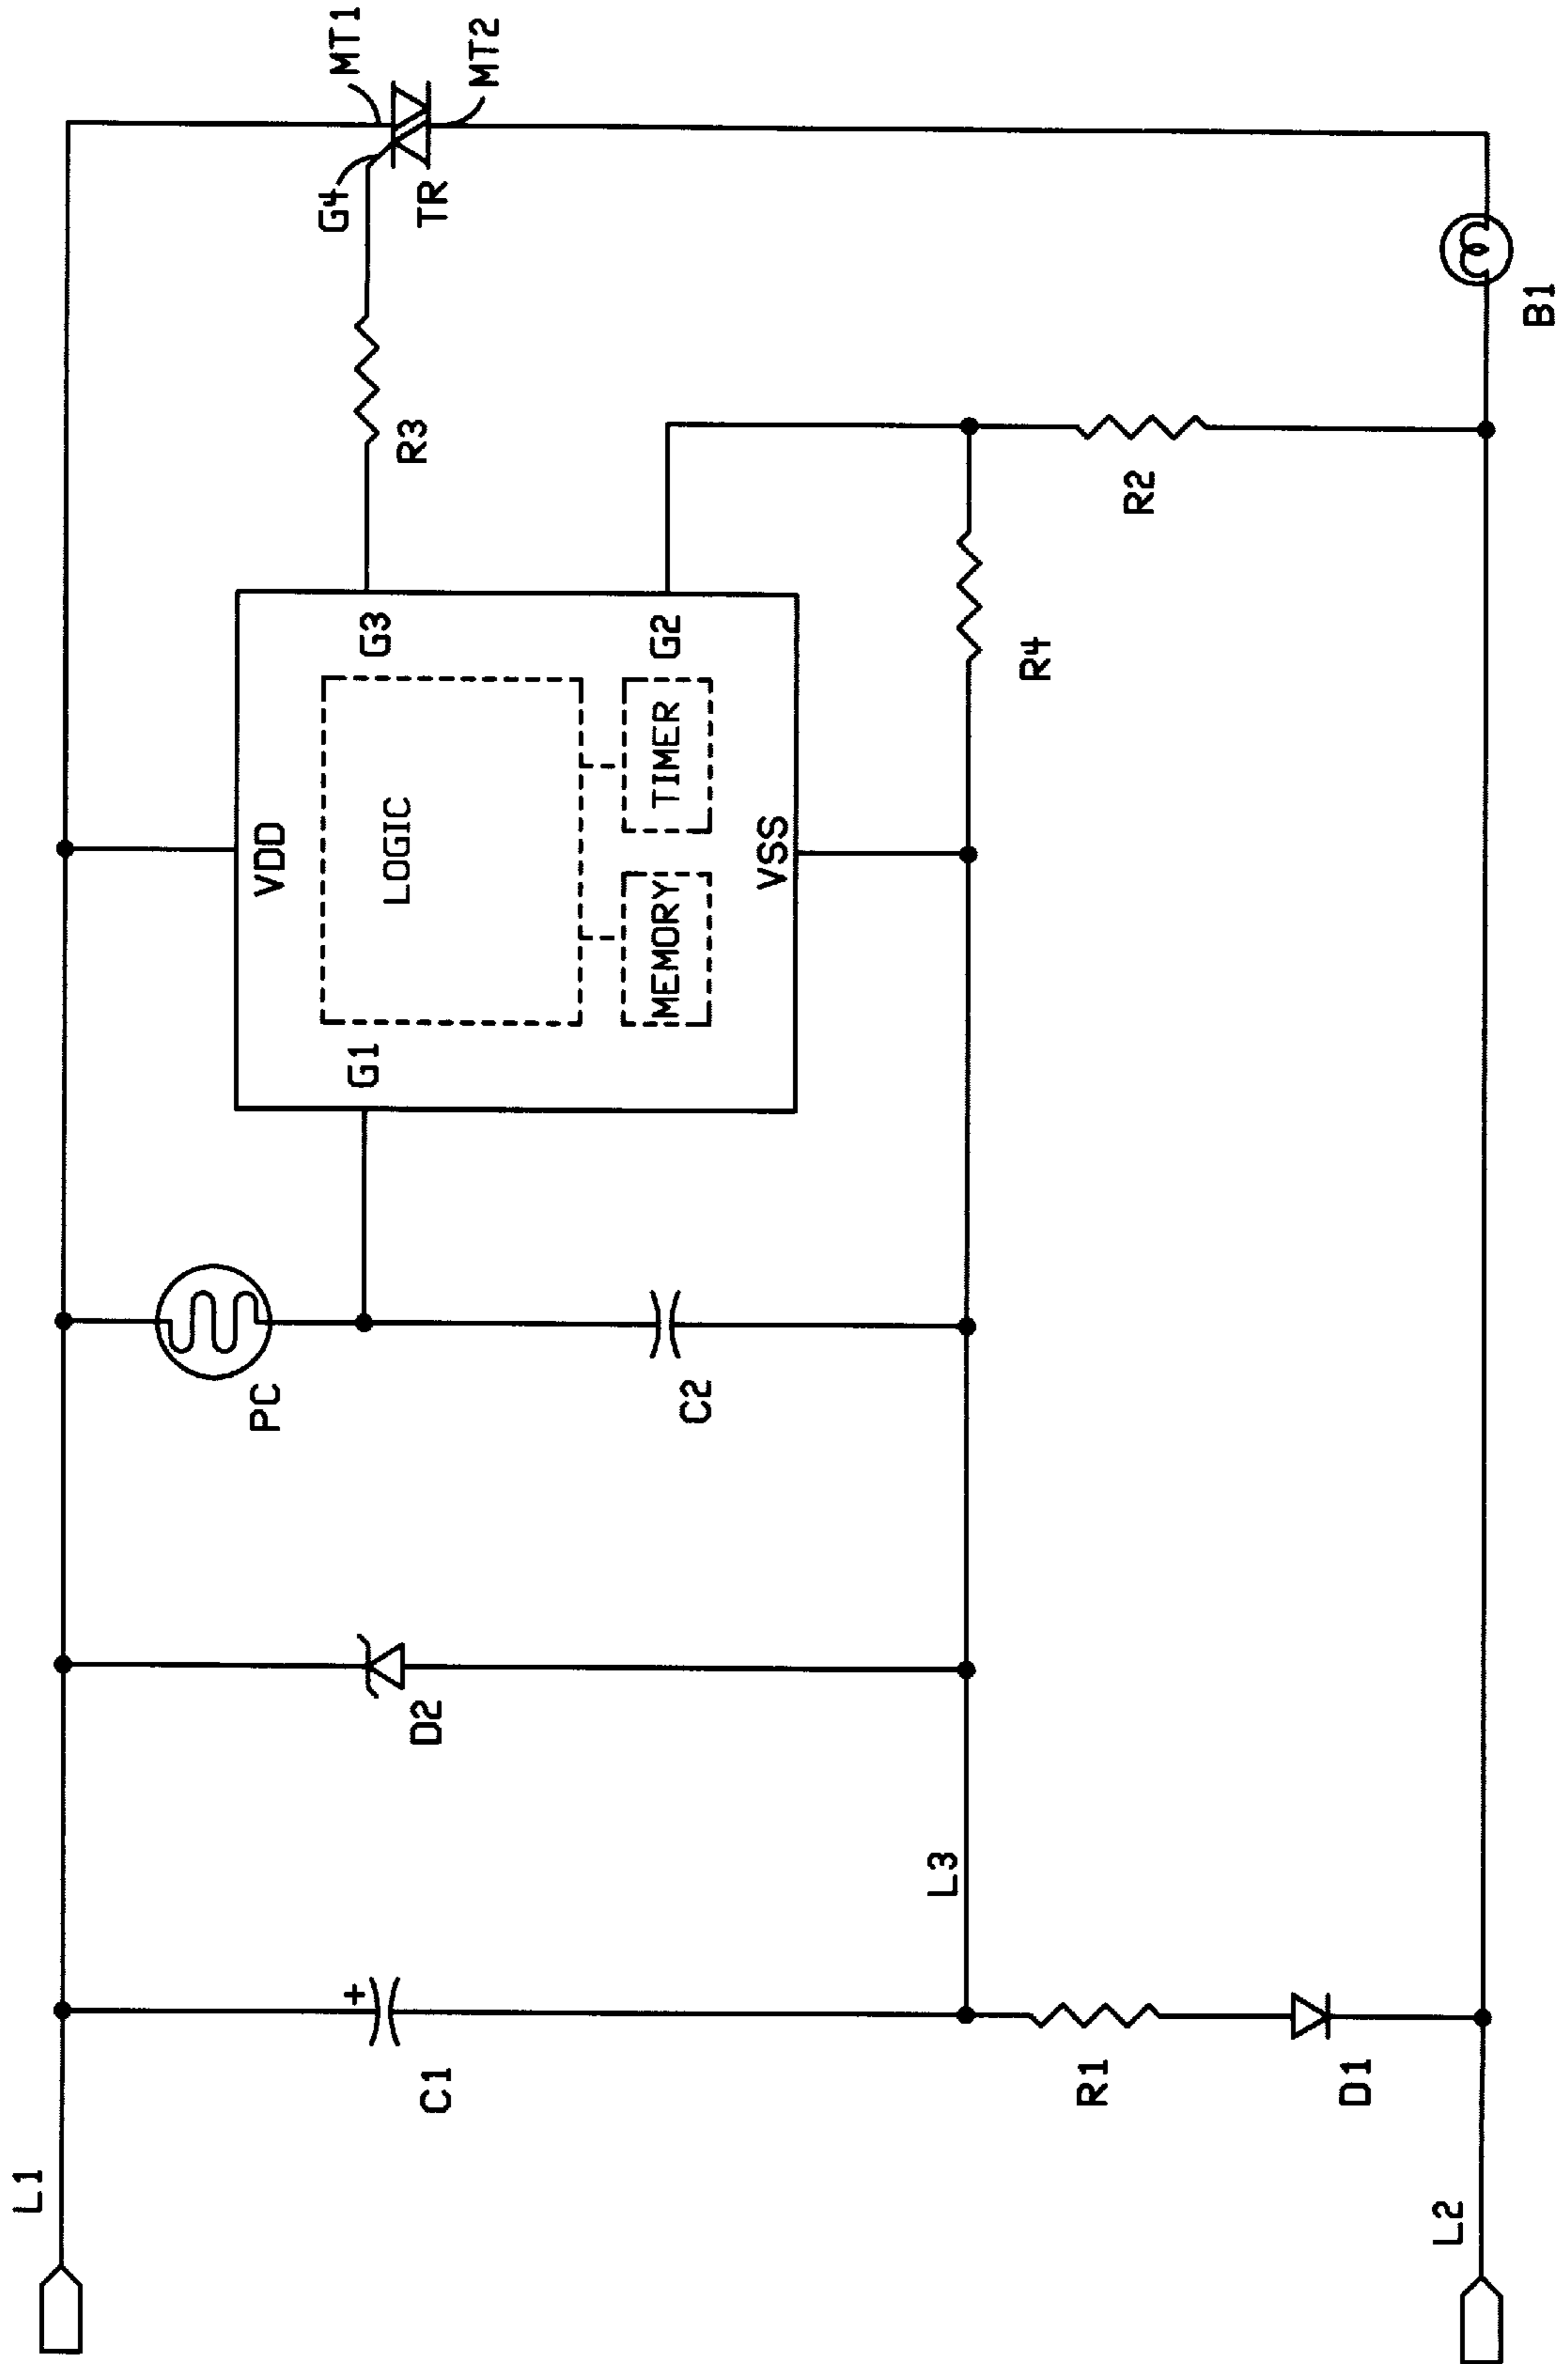 L1
C1
+
D2
PC
G1
VDD
LOGIC
MEMORY
TIMER
VSS
G3
G2
R3
G4
TR
MT1
MT2
L3
R4
R1
R2
D1
L2
B1